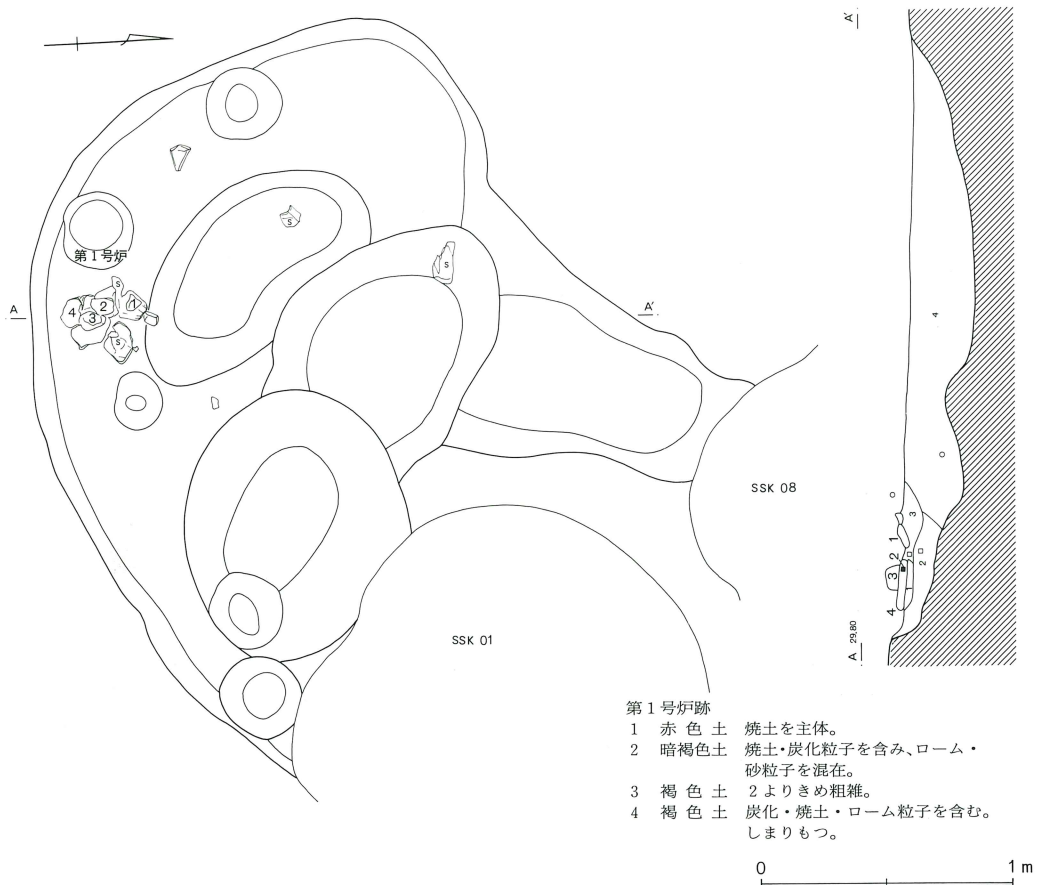 A′
第1号炉
S
S
S
S
4
3
2
1
A
A′
SSK 08
SSK 01
4
3
2
1
2
3
4
A 29.80
第1号炉跡
1 赤色土 焼土を主体。
2 暗褐色土 焼土・炭化粒子を含み、ローム・
砂粒子を混在。
3 褐色土 2よりきめ粗雑。
4 褐色土 炭化・焼土・ローム粒子を含む。
しまりもつ。
0 1m